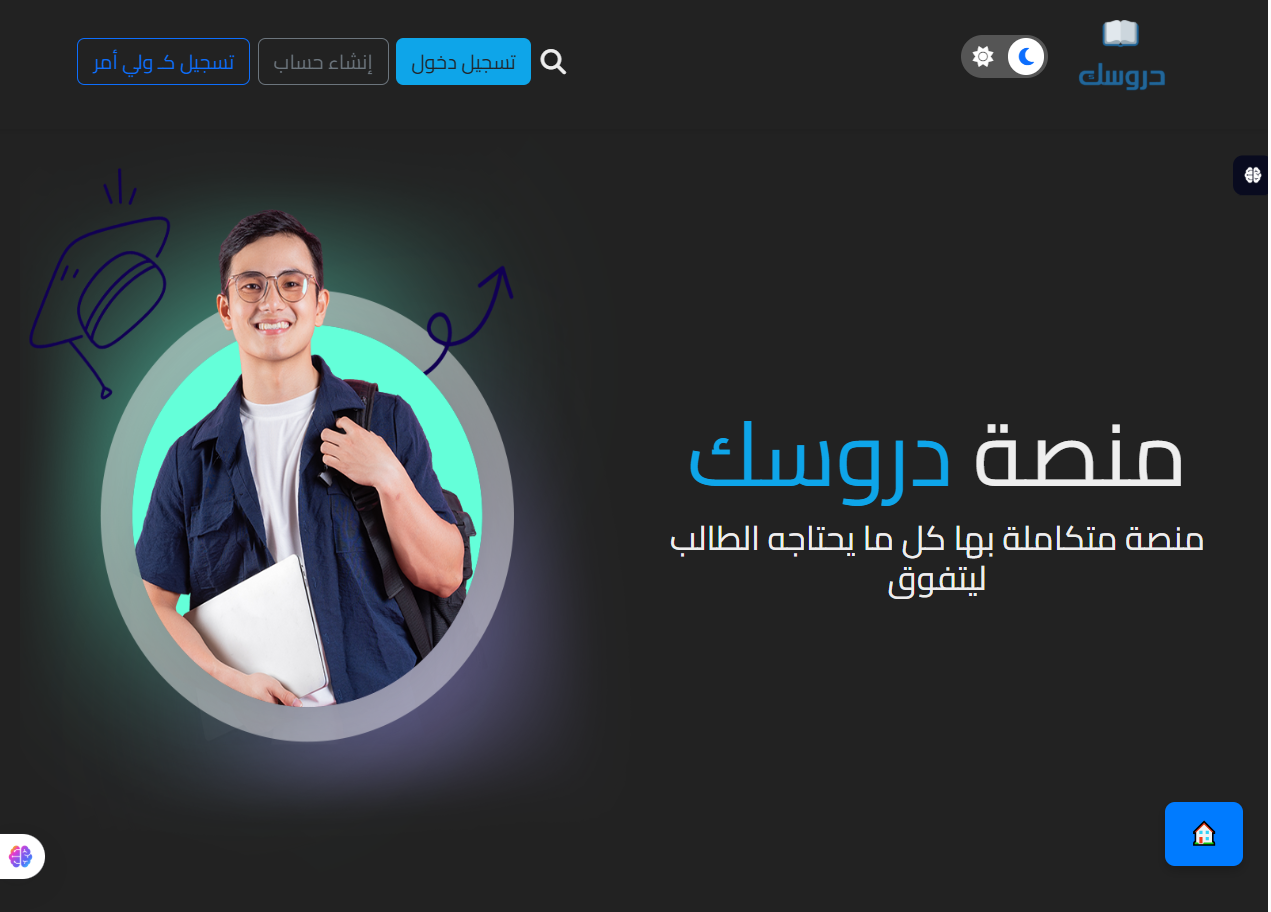 دروسك
تسجيل دخول
إنشاء حساب
تسجيل كـ ولي أمر
منصة دروسك
منصة متكاملة بها كل ما يحتاجه الطالب
ليتفوق